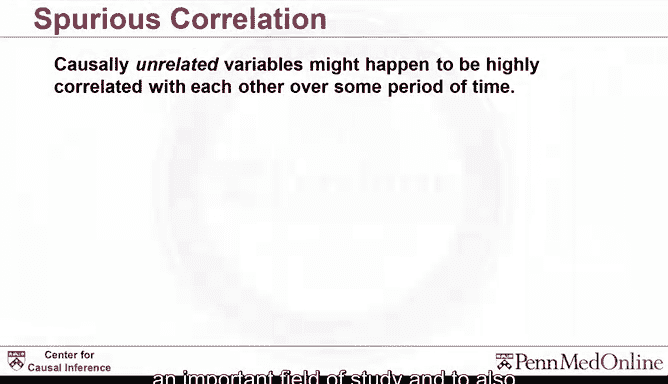 Spurious Correlation
Causally unrelated variables might happen to be highly
correlated with each other over some period of time.
Center for
Causal Inference
PennMedOnline
an important field of study and to also